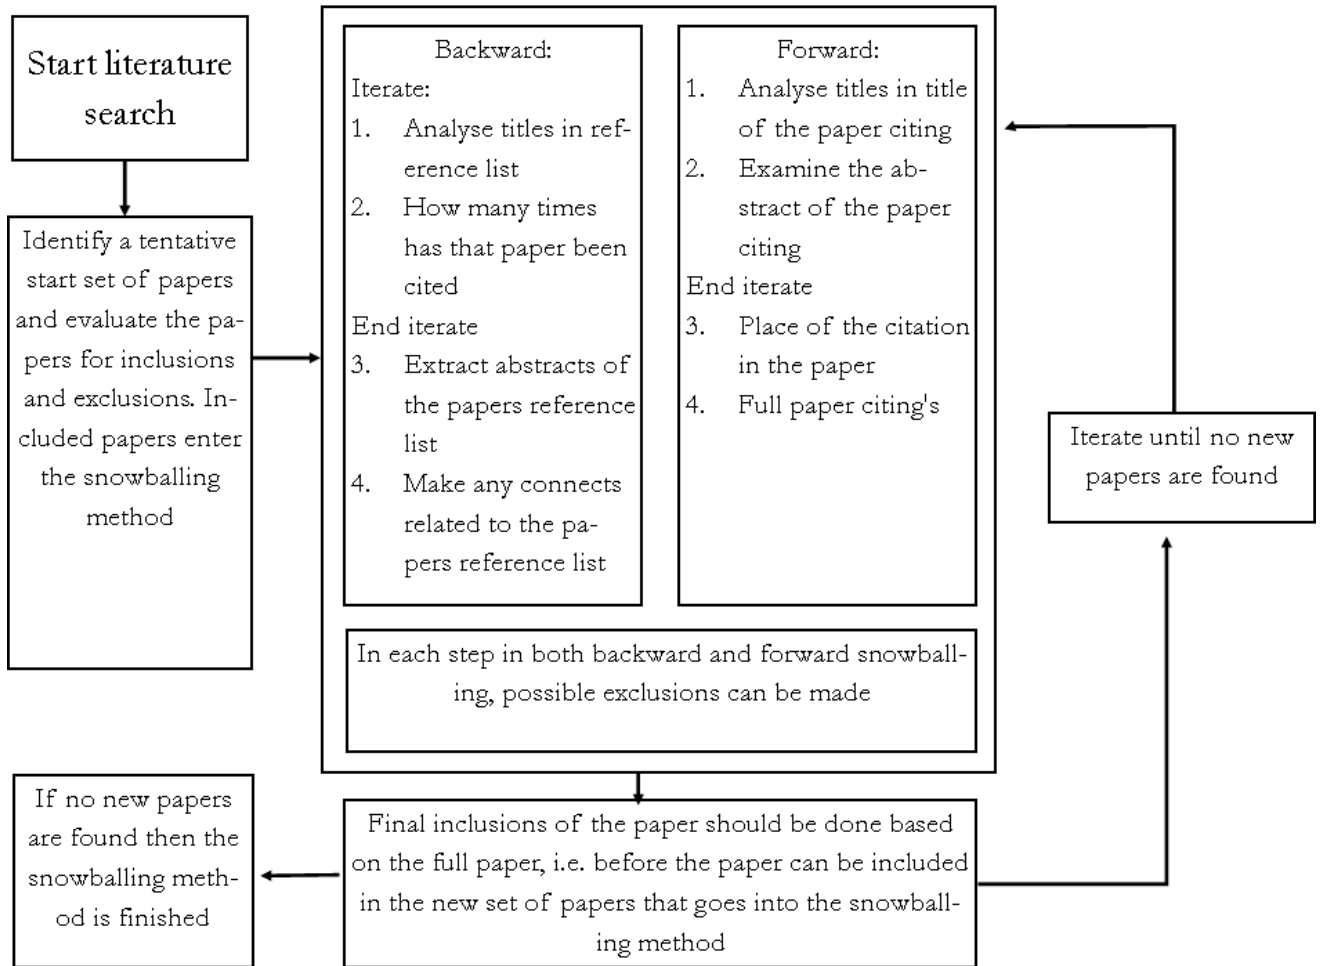 Start literature
search
Identify a tentative
start set of papers
and evaluate the pa-
pers for inclusions
and exclusions. In-
cluded papers enter
the snowballing
method
Backward:
Iterate:
1. Analyse titles in ref-
erence list
2. How many times
has that paper been
cited
End iterate
3. Extract abstracts of
the papers reference
list
4. Make any connects
related to the pa-
pers reference list
Forward:
1. Analyse titles in title
of the paper citing
2. Examine the ab-
stract of the paper
citing
End iterate
3. Place of the citation
in the paper
4. Full paper citing's
In each step in both backward and forward snowball-
ing, possible exclusions can be made
Iterate until no new
papers are found
Final inclusions of the paper should be done based
on the full paper, i.e. before the paper can be included
in the new set of papers that goes into the snowball-
ing method
If no new papers
are found then the
snowballing meth-
od is finished